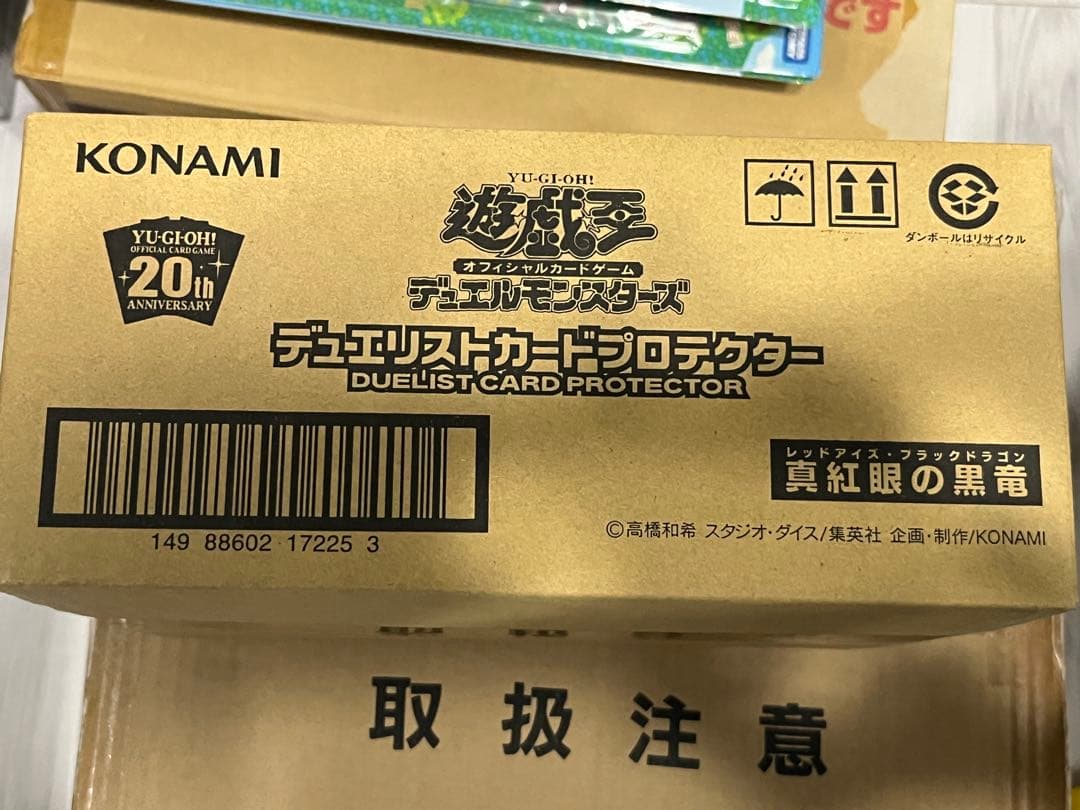 です
KONAMI
YU-GI-OH!
遊戯王
オフィシャルカードゲーム
デュエルモンスターズ
YU-GI-OH!
OFFICIAL CARD GAME
20th
ANNIVERSARY
ダンボールはリサイクル
デュエリストカードプロテクター
DUELIST CARD PROTECTOR
レッドアイズ・ブラックドラゴン
真紅眼の黒竜
149 88602 17225 3
©高橋和希 スタジオ・ダイス/集英社 企画・制作/KONAMI
取扱注意